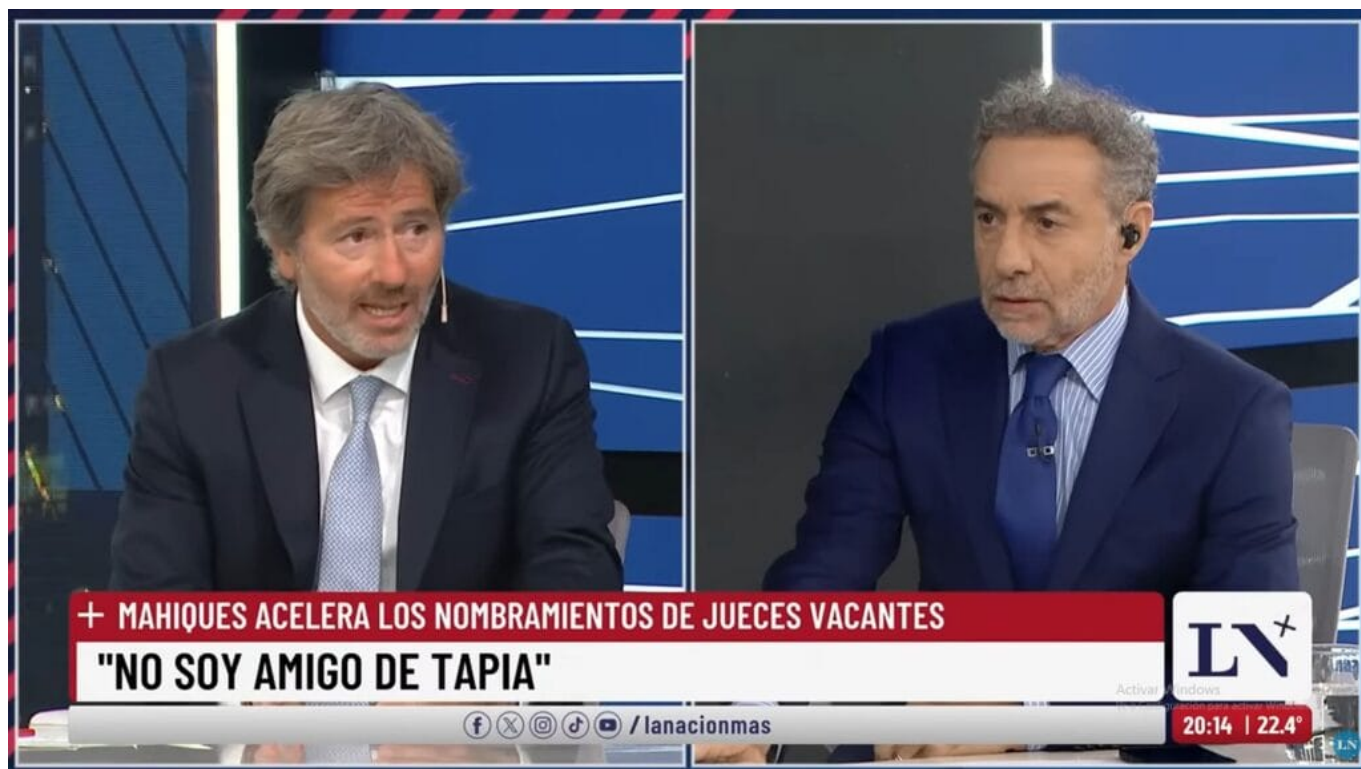 + MAHIQUES ACELERA LOS NOMBRAMIENTOS DE JUECES VACANTES
"NO SOY AMIGO DE TAPIA"
LN+
Activar Windows
/lanacionmas
20:14 | 22.4°
LN